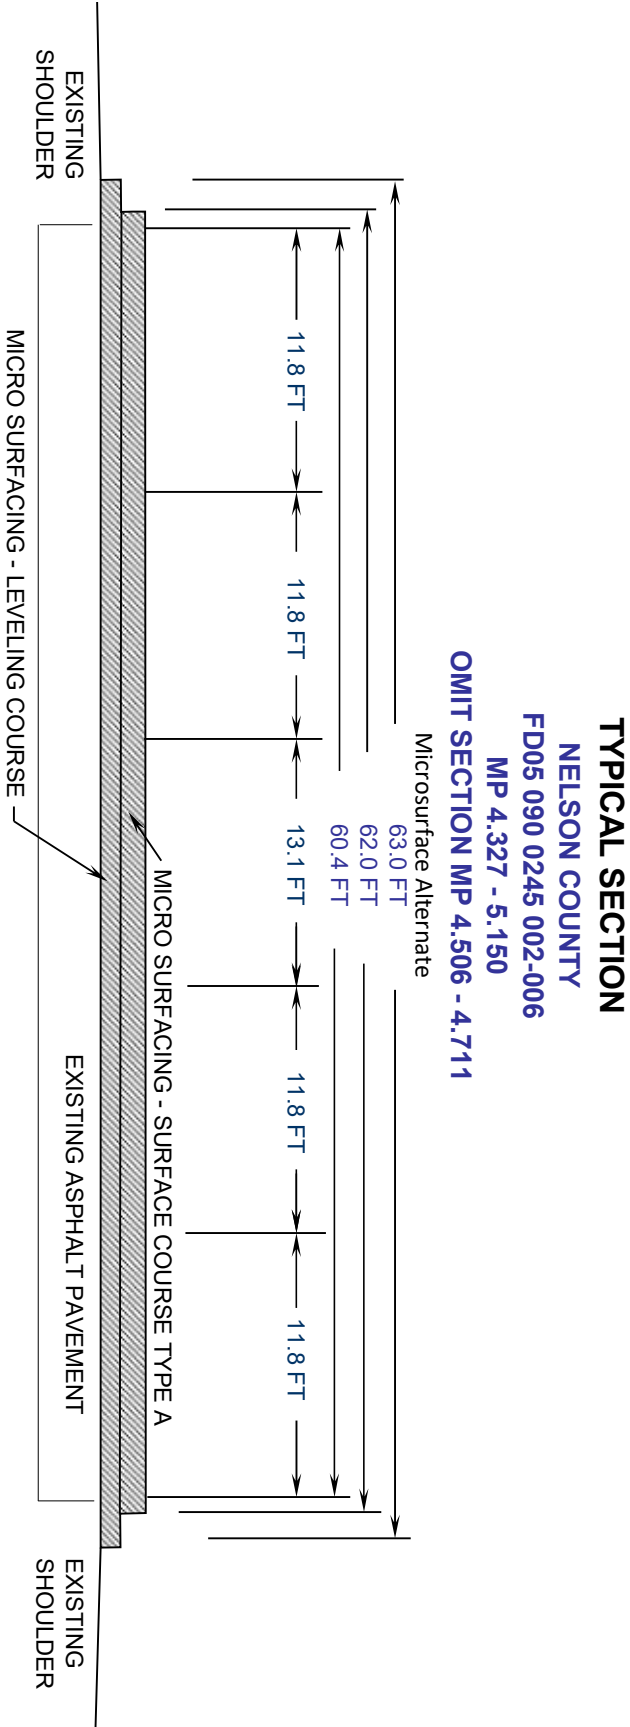 TYPICAL SECTION
NELSON COUNTY
FD05 090 0245 002-006
MP 4.327 - 5.150
OMIT SECTION MP 4.506 - 4.711
Microsurface Alternate
63.0 FT
62.0 FT
60.4 FT
11.8 FT
11.8 FT
13.1 FT
11.8 FT
11.8 FT
MICRO SURFACING - SURFACE COURSE TYPE A
EXISTING
SHOULDER
EXISTING ASPHALT PAVEMENT
EXISTING
SHOULDER
MICRO SURFACING - LEVELING COURSE